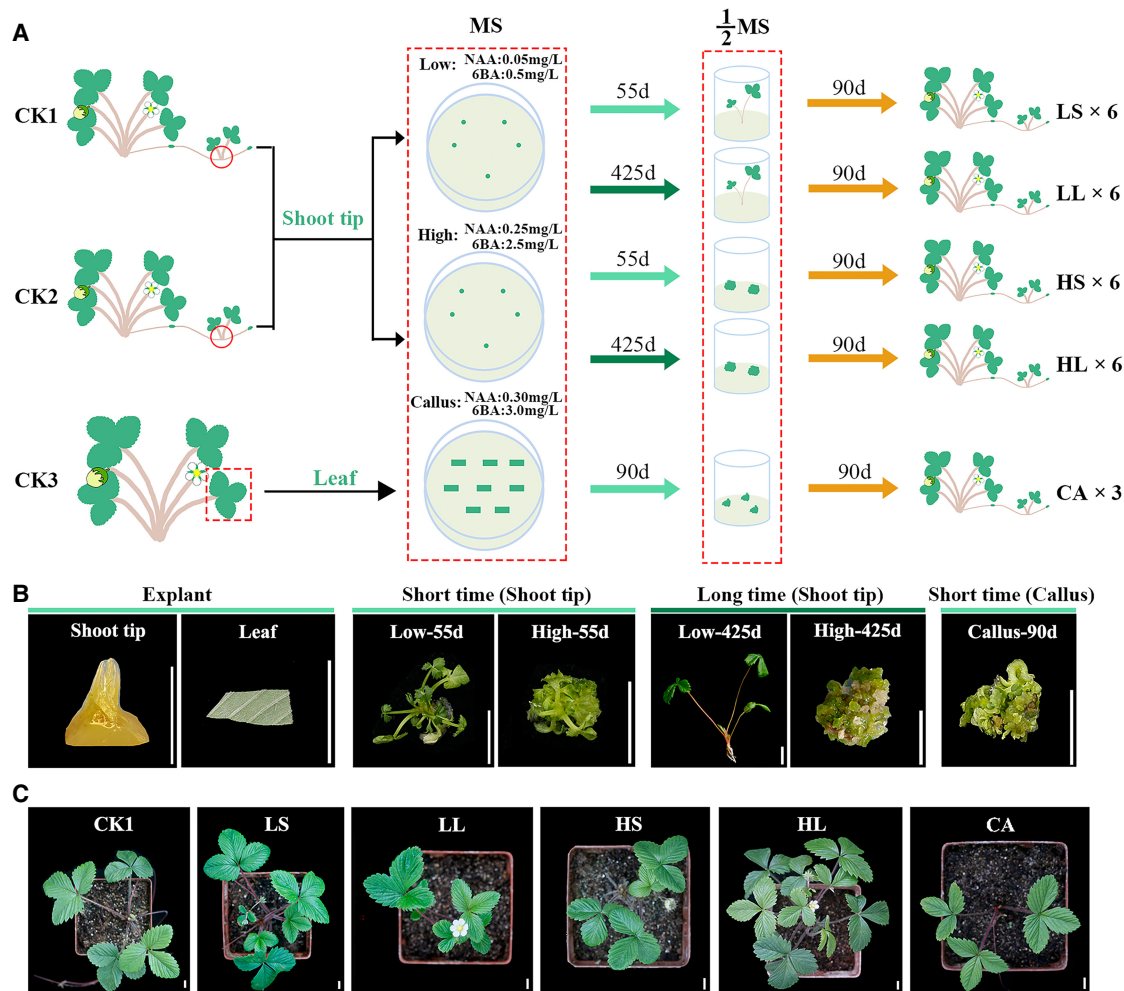 A
MS
1/2 MS
CK1
CK2
CK3
Shoot tip
Leaf
Low: NAA:0.05mg/L
6BA:0.5mg/L
High: NAA:0.25mg/L
6BA:2.5mg/L
Callus: NAA:0.30mg/L
6BA:3.0mg/L
55d
90d
LS × 6
425d
90d
LL × 6
55d
90d
HS × 6
425d
90d
HL × 6
90d
90d
CA × 3
B
Explant
Short time (Shoot tip)
Long time (Shoot tip)
Short time (Callus)
Shoot tip
Leaf
Low-55d
High-55d
Low-425d
High-425d
Callus-90d
C
CK1
LS
LL
HS
HL
CA